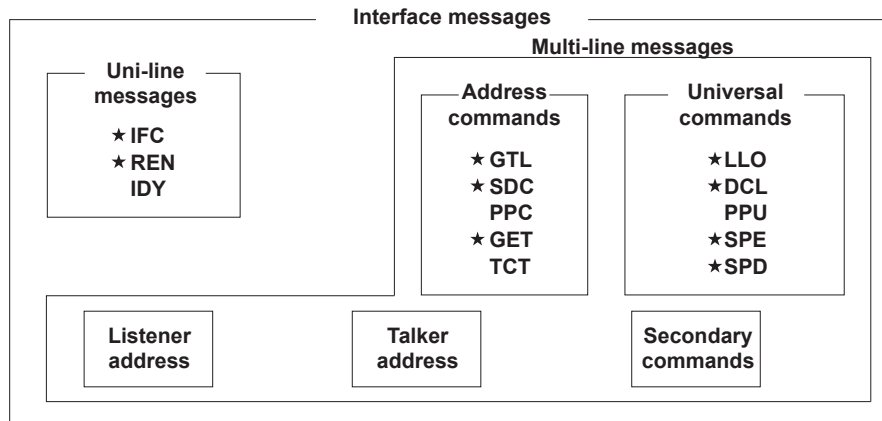 Interface messages
Multi-line messages
Uni-line
messages
★ IFC
★ REN
IDY
Address
commands
★ GTL
★ SDC
PPC
★ GET
TCT
Universal
commands
★ LLO
★ DCL
PPU
★ SPE
★ SPD
Listener
address
Talker
address
Secondary
commands